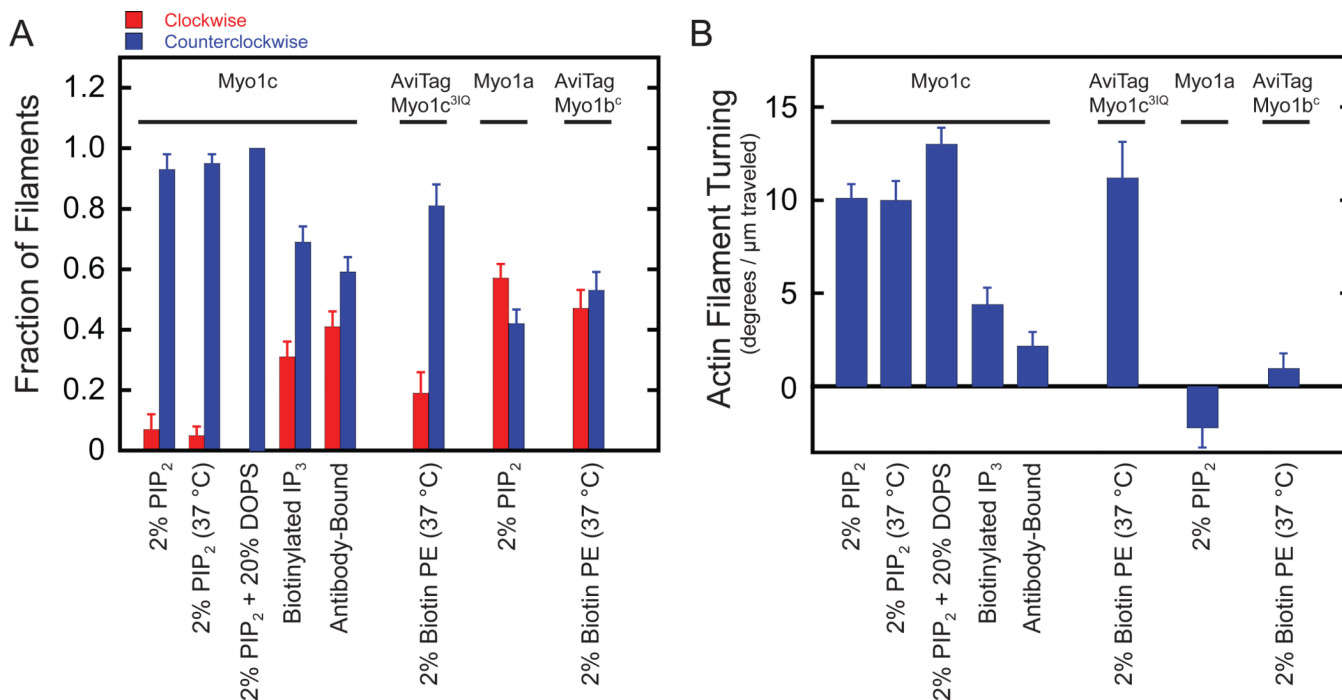 A
Clockwise
Counterclockwise
Fraction of Filaments
1.2
1.0
0.8
0.6
0.4
0.2
0
Myo1c
AviTag
Myo1c3IQ
Myo1a
AviTag
Myo1bc
2% PIP2
2% PIP2 (37 °C)
2% PIP2 + 20% DOPS
Biotinylated IP3
Antibody-Bound
2% Biotin PE (37 °C)
2% PIP2
2% Biotin PE (37 °C)
B
Actin Filament Turning
(degrees / µm traveled)
15
10
5
0
Myo1c
AviTag
Myo1c3IQ
Myo1a
AviTag
Myo1bc
2% PIP2
2% PIP2 (37 °C)
2% PIP2 + 20% DOPS
Biotinylated IP3
Antibody-Bound
2% Biotin PE (37 °C)
2% PIP2
2% Biotin PE (37 °C)